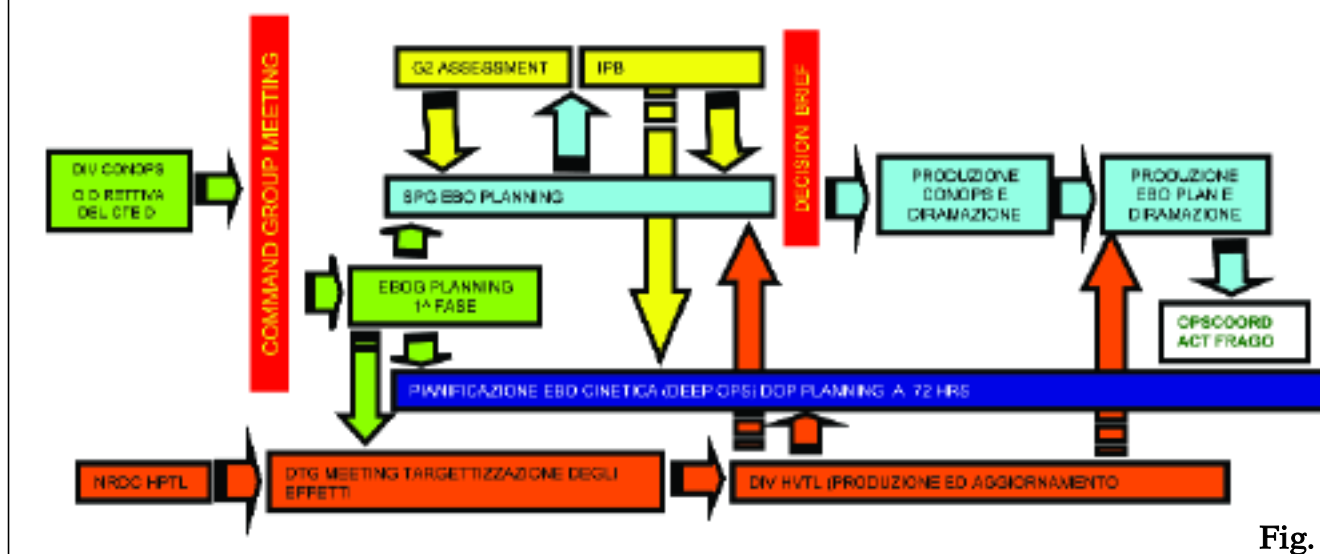 COMMAND GROUP MEETING
G2 ASSESSMENT
IPB
DECISION BRIEF
DIV CONOPS
O DIRETTIVA
DEL CTE D
SPG EBO PLANNING
PRODUZIONE
CONOPS E
DIRAMAZIONE
PRODUZIONE
EBO PLAN E
DIRAMAZIONE
EBOG PLANNING
1^ FASE
OPSCOORD
ACT FRAGO
PIANIFICAZIONE EBO CINETICA (DEEP OPS) DOP PLANNING A 72 HRS
NRDC HPTL
DTG MEETING TARGETTIZZAZIONE DEGLI
EFFETTI
DIV HVTL (PRODUZIONE ED AGGIORNAMENTO
Fig.